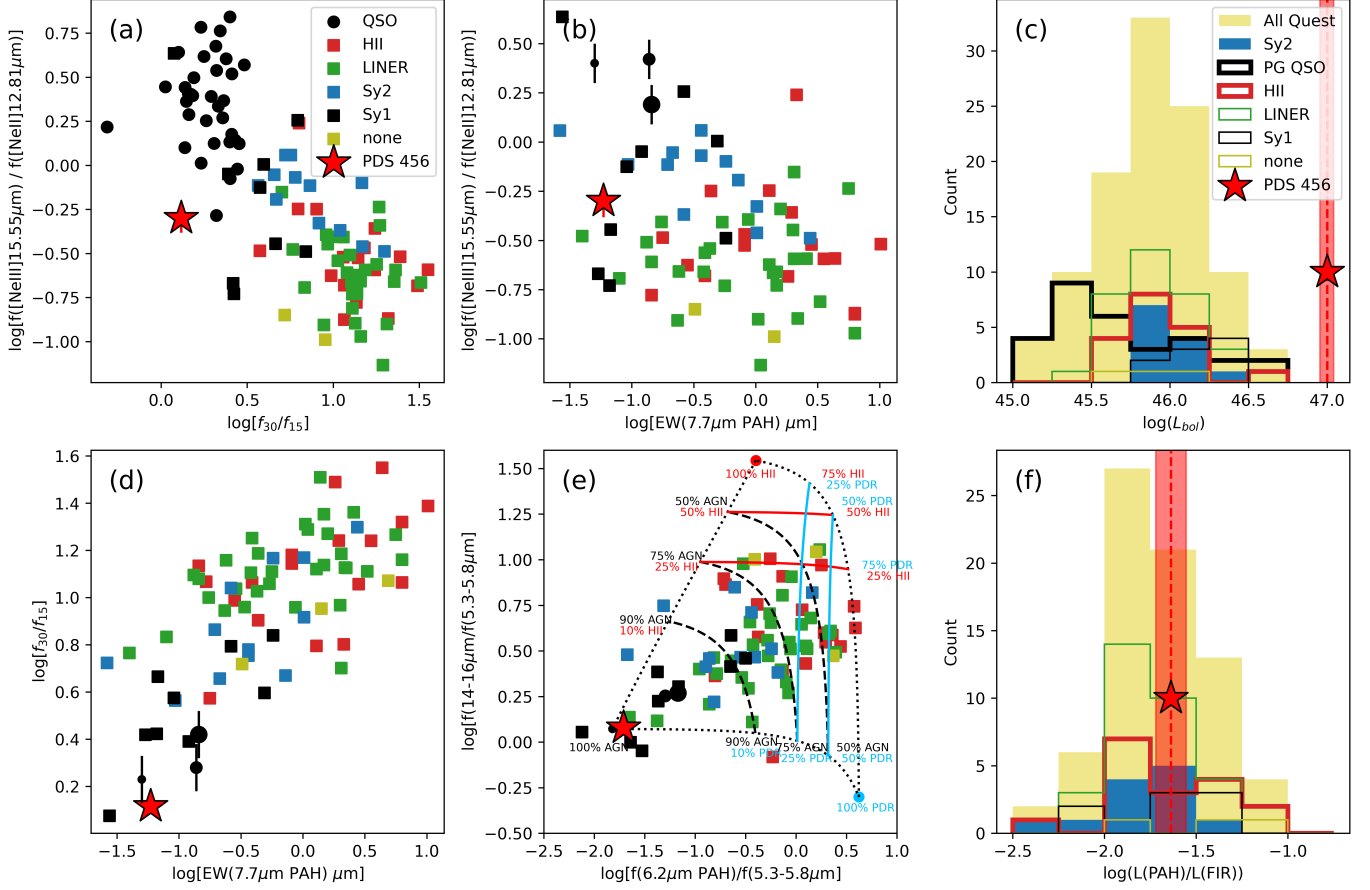 (a)
QSO
HII
LINER
Sy2
Sy1
none
PDS 456
log[f([NeIII]15.55μm) / f([NeII]12.81μm)]
0.75
0.50
0.25
0.00
−0.25
−0.50
−0.75
−1.00
0.0
0.5
1.0
1.5
log[f30/f15]
(b)
log[f([NeIII]15.55μm) / f([NeII]12.81μm)]
0.50
0.25
0.00
−0.25
−0.50
−0.75
−1.00
−1.5
−1.0
−0.5
0.0
0.5
1.0
log[EW(7.7μm PAH) μm]
(c)
All Quest
Sy2
PG QSO
HII
LINER
Sy1
none
PDS 456
Count
30
25
20
15
10
5
0
45.0
45.5
46.0
46.5
47.0
log(Lbol)
(d)
log[f30/f15]
1.6
1.4
1.2
1.0
0.8
0.6
0.4
0.2
−1.5
−1.0
−0.5
0.0
0.5
1.0
log[EW(7.7μm PAH) μm]
(e)
log[f(14-16μm/f(5.3-5.8μm]
1.50
1.25
1.00
0.75
0.50
0.25
0.00
−0.25
−0.50
100% HII
75% HII
25% PDR
50% AGN
50% HII
50% PDR
50% HII
75% AGN
25% HII
75% PDR
25% HII
90% AGN
10% HII
100% AGN
90% AGN
10% PDR
75% AGN
25% PDR
50% AGN
50% PDR
100% PDR
−2.5
−2.0
−1.5
−1.0
−0.5
0.0
0.5
1.0
log[f(6.2μm PAH)/f(5.3-5.8μm]
(f)
Count
25
20
15
10
5
0
−2.5
−2.0
−1.5
−1.0
log(L(PAH)/L(FIR))